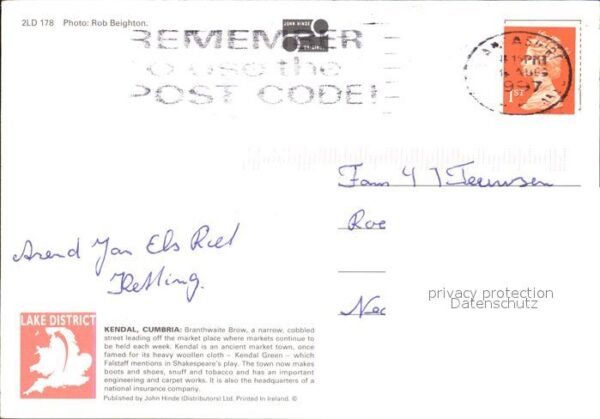 2LD 178 Photo: Rob Beighton.
JOHN HINDE
REMEMBER
to use the
POST CODE!
1997
1ST
Fam
Roe
Arend Jan Els Roel
LAKE DISTRICT
privacy protection
Datenschutz
KENDAL, CUMBRIA: Branthwaite Brow, a narrow, cobbled
street leading off the market place where markets continue to
be held each week. Kendal is an ancient market town, once
famed for its heavy woollen cloth – Kendal Green – which
Falstaff mentions in Shakespeare's play. The town now makes
boots and shoes, snuff and tobacco and has an important
engineering and carpet works. It is also the headquarters of a
national insurance company.
Published by John Hinde (Distributors) Ltd. Printed in Ireland. ©